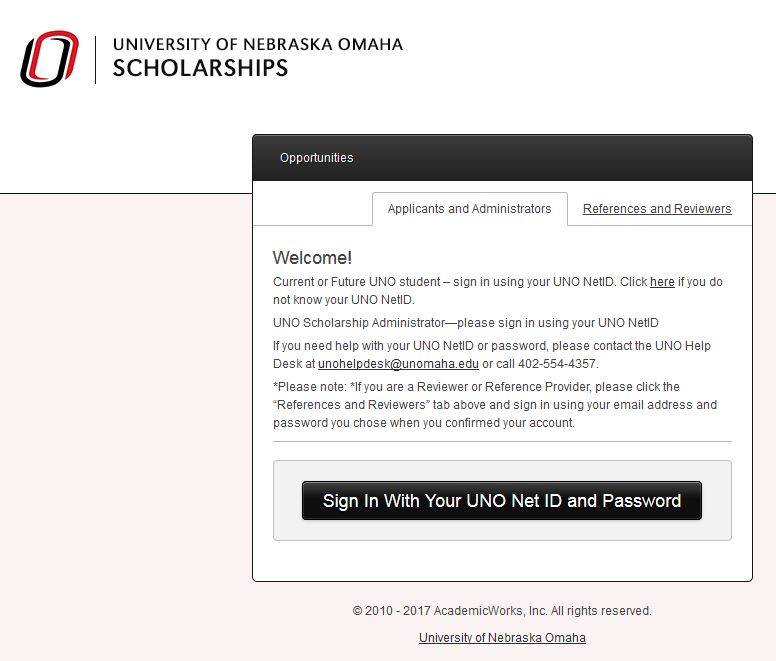 UNIVERSITY OF NEBRASKA OMAHA
SCHOLARSHIPS
Opportunities
Applicants and Administrators References and Reviewers
Welcome!
Current or Future UNO student – sign in using your UNO NetID. Click here if you do
not know your UNO NetID.
UNO Scholarship Administrator—please sign in using your UNO NetID
If you need help with your UNO NetID or password, please contact the UNO Help
Desk at unohelpdesk@unomaha.edu or call 402-554-4357.
*Please note: *If you are a Reviewer or Reference Provider, please click the
“References and Reviewers” tab above and sign in using your email address and
password you chose when you confirmed your account.
Sign In With Your UNO Net ID and Password
© 2010 - 2017 AcademicWorks, Inc. All rights reserved.
University of Nebraska Omaha